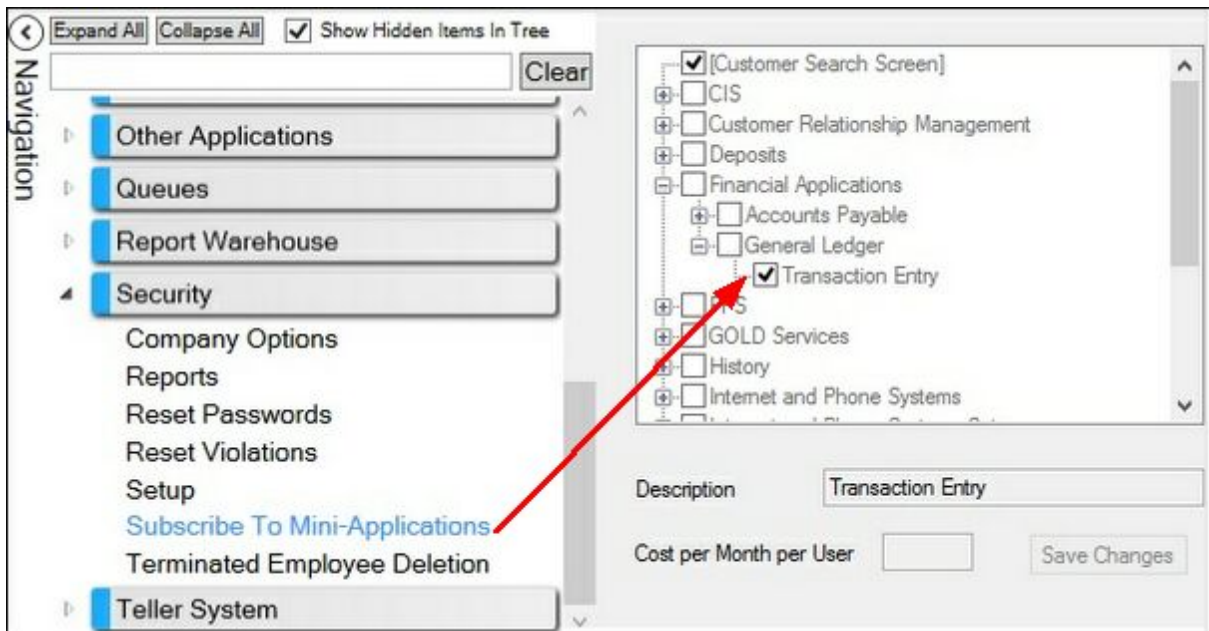 Navigation
Expand All Collapse All Show Hidden Items In Tree
Clear
Other Applications
Queues
Report Warehouse
Security
Company Options
Reports
Reset Passwords
Reset Violations
Setup
Subscribe To Mini-Applications
Terminated Employee Deletion
Teller System
[Customer Search Screen]
CIS
Customer Relationship Management
Deposits
Financial Applications
Accounts Payable
General Ledger
Transaction Entry
GOLD Services
History
Internet and Phone Systems
Description Transaction Entry
Cost per Month per User Save Changes